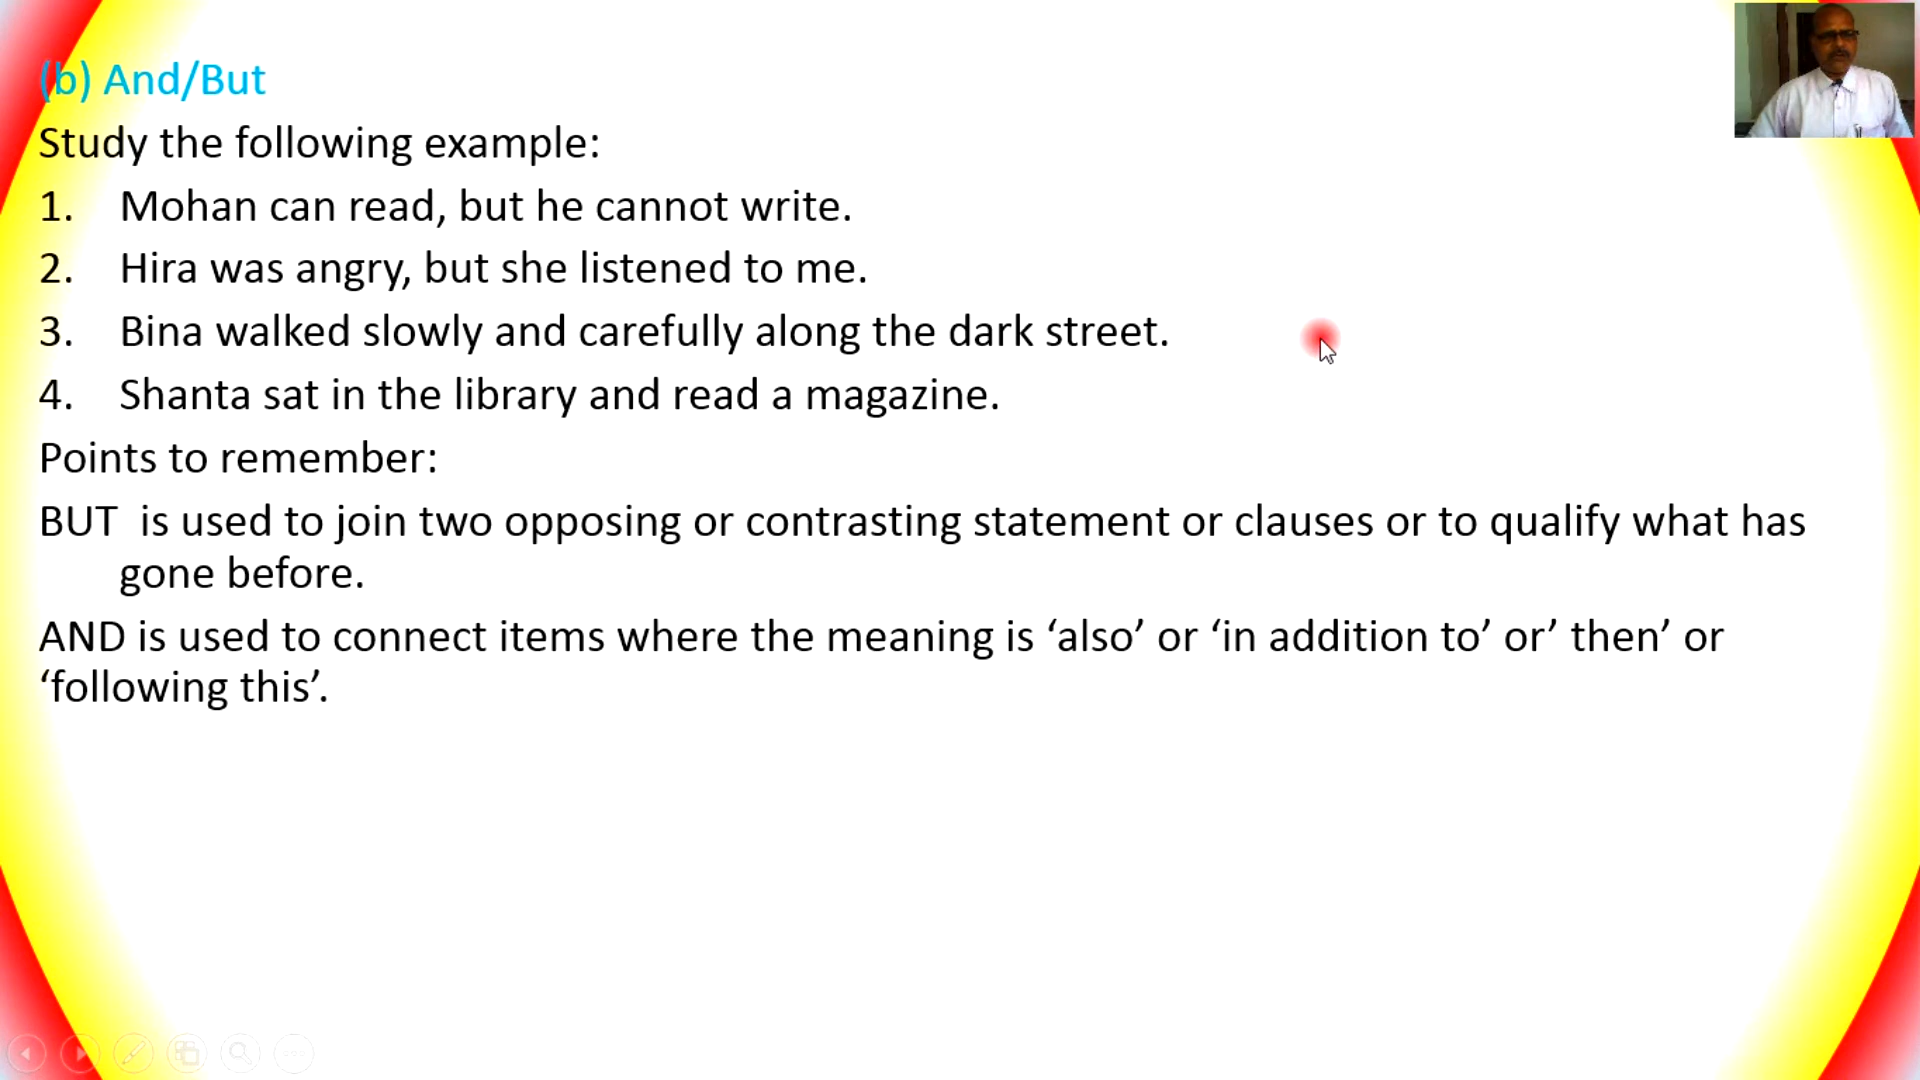 (b) And/But
Study the following example:
1. Mohan can read, but he cannot write.
2. Hira was angry, but she listened to me.
3. Bina walked slowly and carefully along the dark street.
4. Shanta sat in the library and read a magazine.
Points to remember:
BUT  is used to join two opposing or contrasting statement or clauses or to qualify what has
gone before.
AND is used to connect items where the meaning is ‘also’ or ‘in addition to’ or’ then’ or
‘following this’.